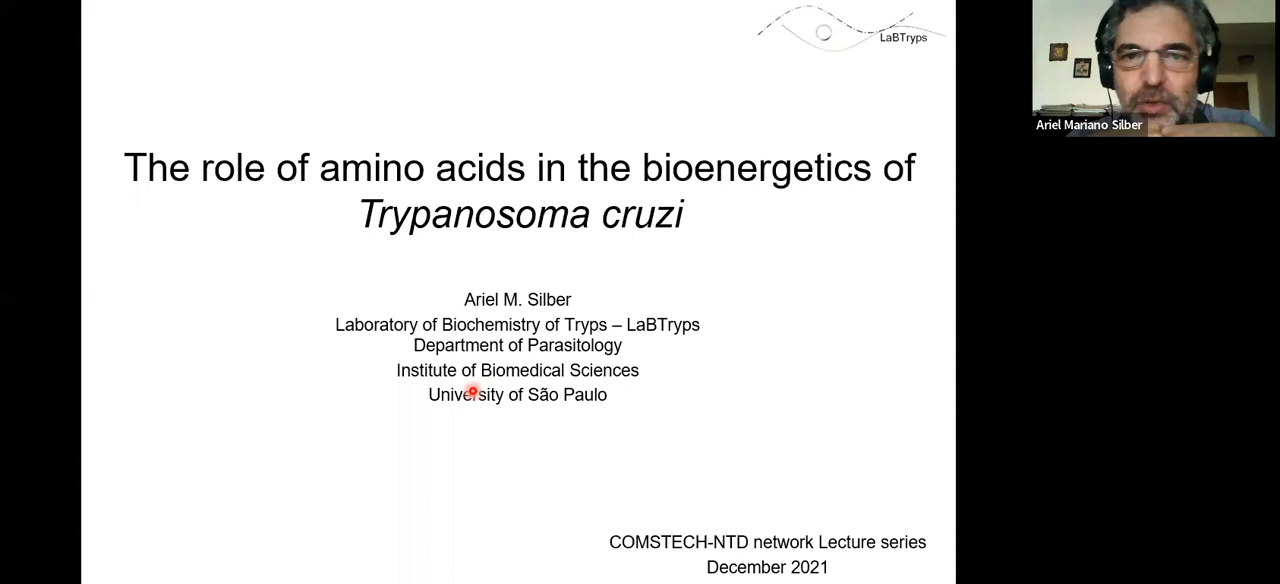 LaBTryps
Ariel Mariano Silber
The role of amino acids in the bioenergetics of
Trypanosoma cruzi
Ariel M. Silber
Laboratory of Biochemistry of Tryps – LaBTryps
Department of Parasitology
Institute of Biomedical Sciences
University of São Paulo
COMSTECH-NTD network Lecture series
December 2021